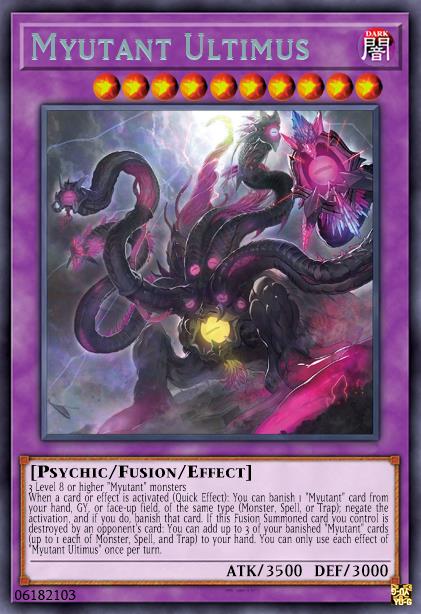 MYUTANT ULTIMUS
DARK
闇
[PSYCHIC/FUSION/EFFECT]
3 Level 8 or higher "Myutant" monsters
When a card or effect is activated (Quick Effect): You can banish 1 "Myutant" card from
your hand, GY, or face-up field, of the same type (Monster, Spell, or Trap); negate the
activation, and if you do, banish that card. If this Fusion Summoned card you control is
destroyed by an opponent's card: You can add up to 3 of your banished "Myutant" cards
(up to 1 each of Monster, Spell, and Trap) to your hand. You can only use each effect of
"Myutant Ultimus" once per turn.
ATK/3500 DEF/3000
06182103